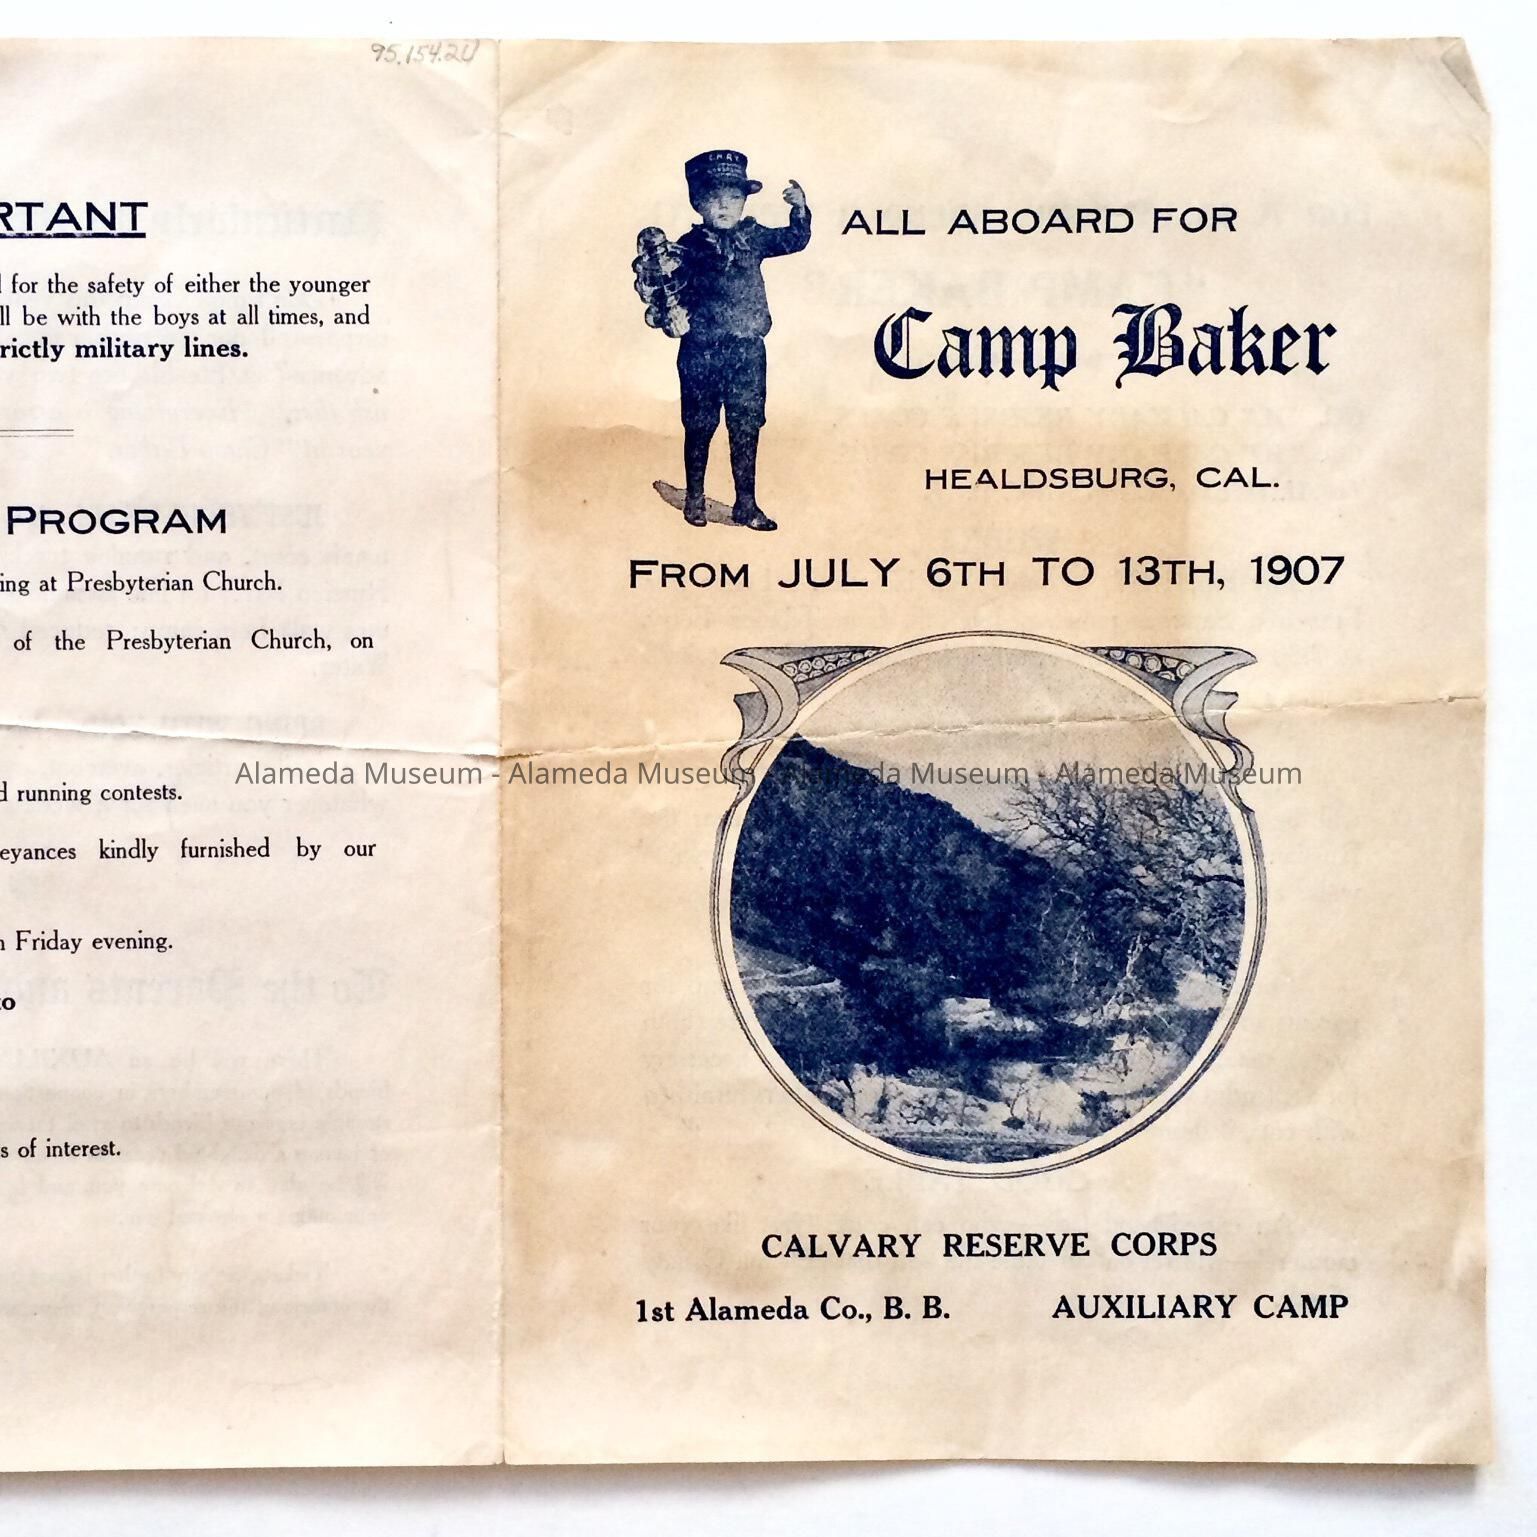 95.154.2U
RTANT
for the safety of either the younger
ll be with the boys at all times, and
rictly military lines.
PROGRAM
ing at Presbyterian Church.
of the Presbyterian Church, on
d running contests.
eyances kindly furnished by our
n Friday evening.
to
s of interest.
ALL ABOARD FOR
Camp Baker
HEALDSBURG, CAL.
FROM JULY 6TH TO 13TH, 1907
Alameda Museum - Alameda Museum - Alameda Museum - Alameda Museum
CALVARY RESERVE CORPS
1st Alameda Co., B. B. AUXILIARY CAMP